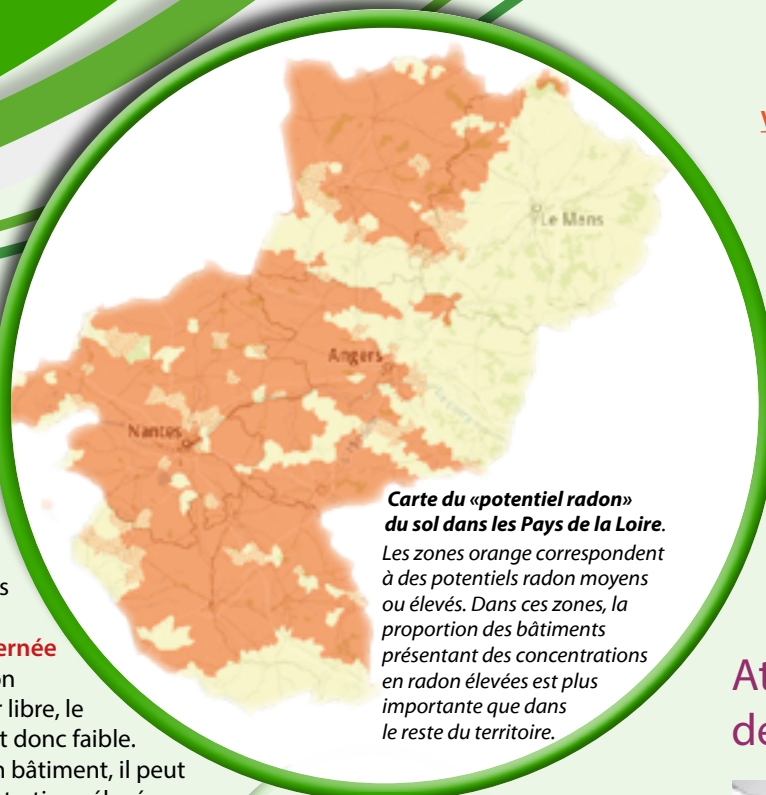 Le Mans
Angers
Nantes
Carte du «potentiel radon»
du sol dans les Pays de la Loire.
Les zones orange correspondent
à des potentiels radon moyens
ou élevés. Dans ces zones, la
proportion des bâtiments
présentant des concentrations
en radon élevées est plus
importante que dans
le reste du territoire.
s
ernée
on
r libre, le
t donc faible.
n bâtiment, il peut
At
de